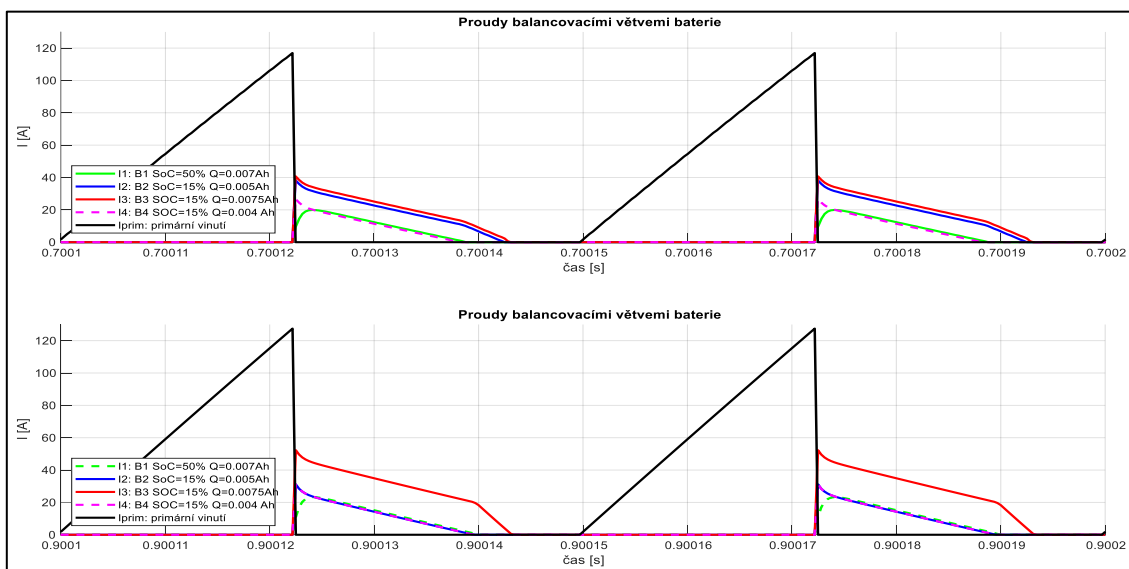 Proudy balancovacími větvemi baterie
120
100
80
60
40
20
0
I [A]
I1: B1 SoC=50% Q=0.007Ah
I2: B2 SoC=15% Q=0.005Ah
I3: B3 SOC=15% Q=0.0075Ah
I4: B4 SOC=15% Q=0.004 Ah
Iprim: primární vinutí
0.7001 0.70011 0.70012 0.70013 0.70014 0.70015 0.70016 0.70017 0.70018 0.70019 0.7002
čas [s]
Proudy balancovacími větvemi baterie
120
100
80
60
40
20
0
I [A]
I1: B1 SoC=50% Q=0.007Ah
I2: B2 SoC=15% Q=0.005Ah
I3: B3 SOC=15% Q=0.0075Ah
I4: B4 SOC=15% Q=0.004 Ah
Iprim: primární vinutí
0.9001 0.90011 0.90012 0.90013 0.90014 0.90015 0.90016 0.90017 0.90018 0.90019 0.9002
čas [s]